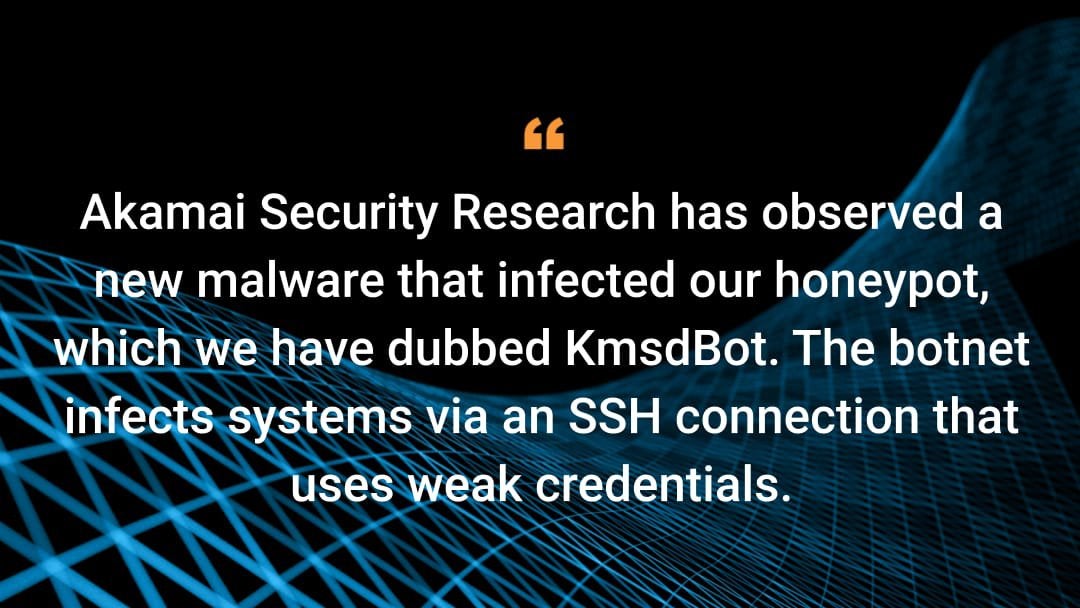 “
Akamai Security Research has observed a
new malware that infected our honeypot,
which we have dubbed KmsdBot. The botnet
infects systems via an SSH connection that
uses weak credentials.